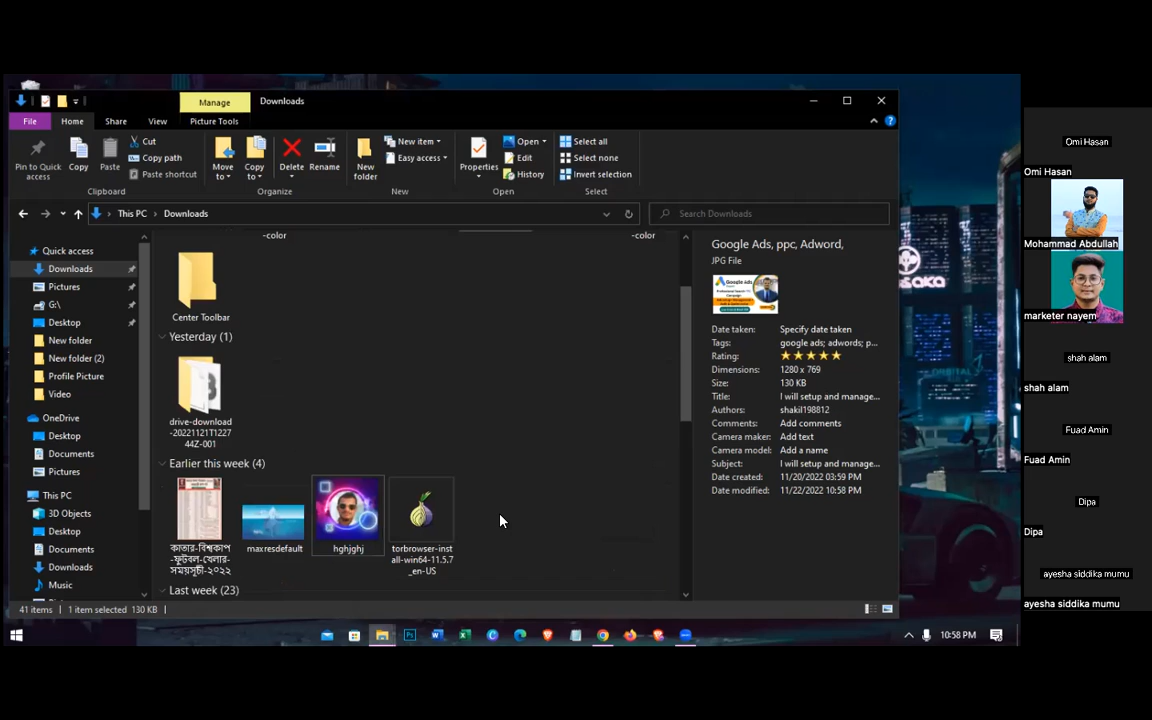 Manage
Downloads
File
Home
Share
View
Picture Tools
Pin to Quick access
Copy
Paste
Cut
Copy path
Paste shortcut
Clipboard
Move to
Copy to
Delete
Rename
Organize
New folder
New item
Easy access
New
Properties
Open
Edit
History
Open
Select all
Select none
Invert selection
Select
This PC > Downloads
Search Downloads
Quick access
Downloads
Pictures
G:\
Desktop
New folder
New folder (2)
Profile Picture
Video
OneDrive
Desktop
Documents
Pictures
This PC
3D Objects
Desktop
Documents
Downloads
Music
-color
-color
Center Toolbar
Yesterday (1)
drive-download
-20221121T1227
44Z-001
Earlier this week (4)
কাতার-বিশ্বকাপ
-ফুটবল-খেলার-
সময়সূচী-২০২২
maxresdefault
hghjghj
torbrowser-inst
all-win64-11.5.7
_en-US
Last week (23)
Google Ads, ppc, Adword,
JPG File
Google Ads
Date taken: Specify date taken
Tags: google ads; adwords; p...
Rating:
Dimensions: 1280 x 769
Size: 130 KB
Title: I will setup and manage...
Authors: shakil198812
Comments: Add comments
Camera maker: Add text
Camera model: Add a name
Subject: I will setup and manage...
Date created: 11/20/2022 03:59 PM
Date modified: 11/22/2022 10:58 PM
41 items
1 item selected 130 KB
10:58 PM
Omi Hasan
Omi Hasan
Mohammad Abdullah
marketer nayem
shah alam
shah alam
Fuad Amin
Fuad Amin
Dipa
Dipa
ayesha siddika mumu
ayesha siddika mumu